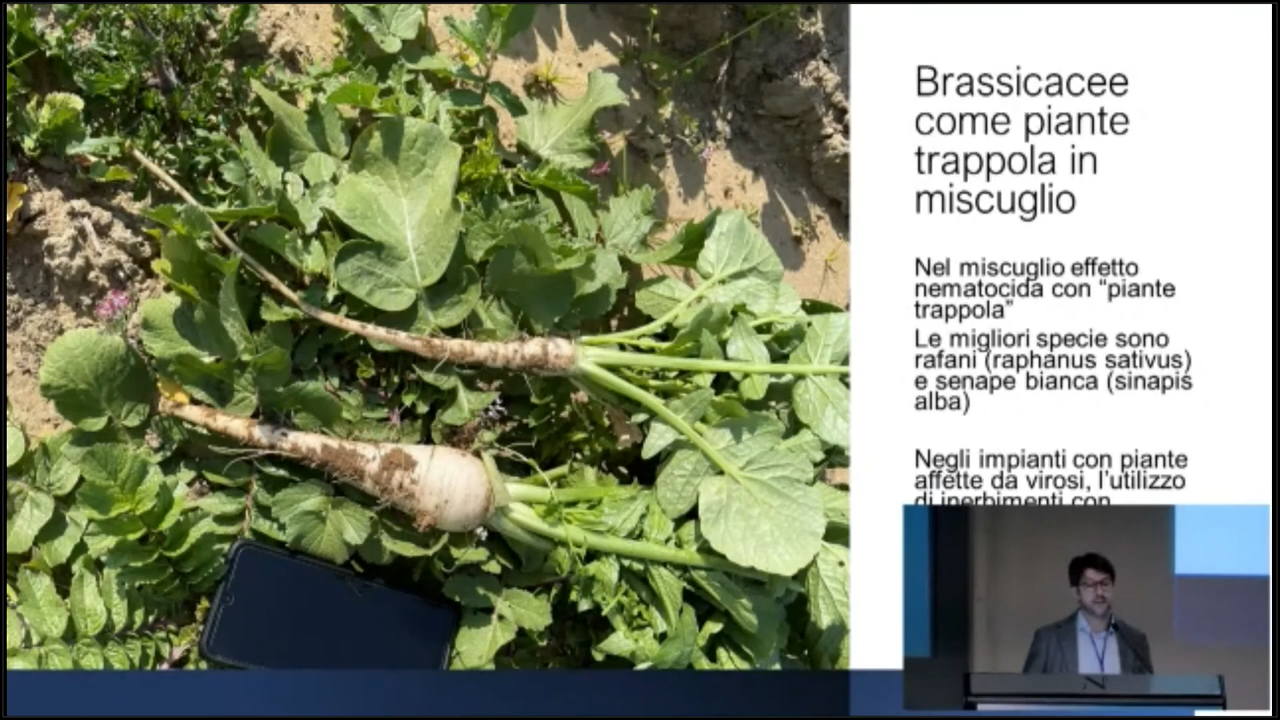 Brassicacee
come piante
trappola in
miscuglio
Nel miscuglio effetto
nematocida con “piante
trappola”
Le migliori specie sono
rafani (raphanus sativus)
e senape bianca (sinapis
alba)
Negli impianti con piante
affette da virosi, l’utilizzo
di inerbimenti con